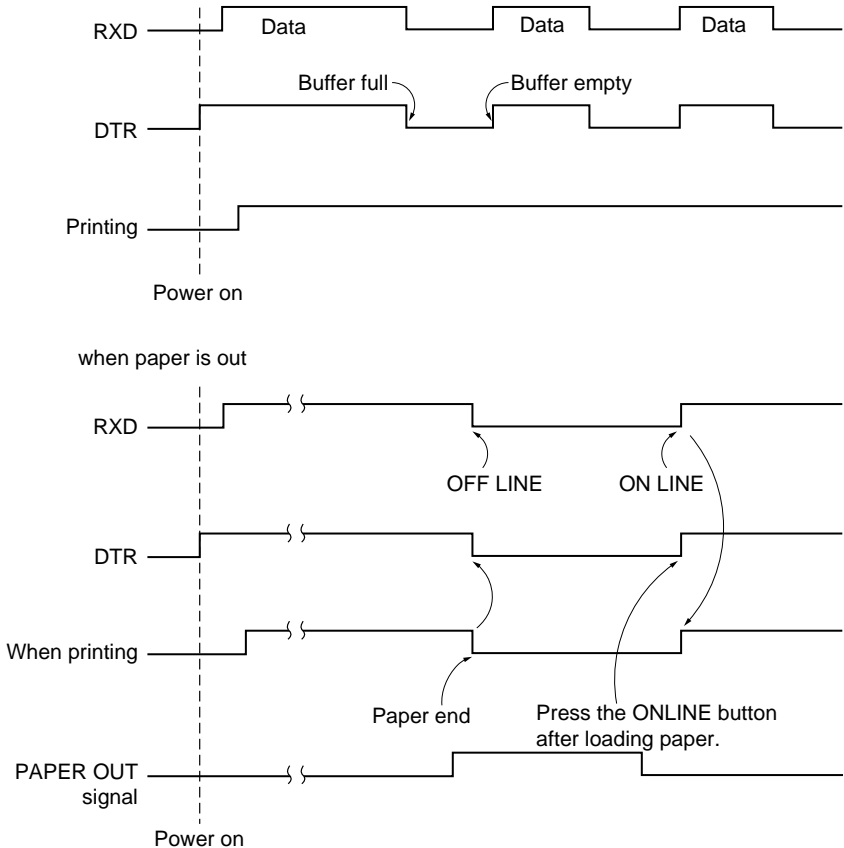 RXD
Data
Data
Data
Buffer full
Buffer empty
DTR
Printing
Power on
when paper is out
RXD
OFF LINE
ON LINE
DTR
When printing
Paper end
Press the ONLINE button
after loading paper.
PAPER OUT
signal
Power on